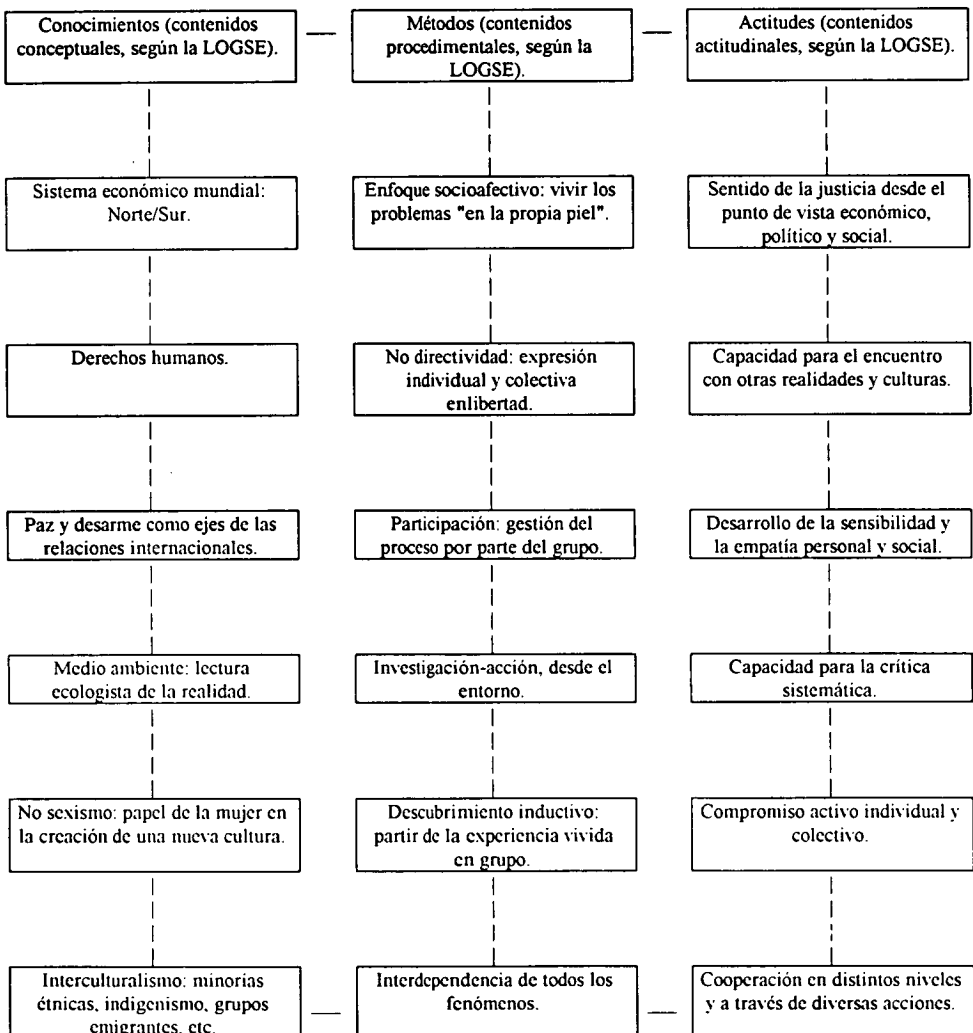 Conocimientos (contenidos
conceptuales, según la LOGSE).
Métodos (contenidos
procedimentales, según la
LOGSE).
Actitudes (contenidos
actitudinales, según la LOGSE).
Sistema económico mundial:
Norte/Sur.
Enfoque socioafectivo: vivir los
problemas "en la propia piel".
Sentido de la justicia desde el
punto de vista económico,
político y social.
Derechos humanos.
No directividad: expresión
individual y colectiva
enlibertad.
Capacidad para el encuentro
con otras realidades y culturas.
Paz y desarme como ejes de las
relaciones internacionales.
Participación: gestión del
proceso por parte del grupo.
Desarrollo de la sensibilidad y
la empatía personal y social.
Medio ambiente: lectura
ecologista de la realidad.
Investigación-acción, desde el
entorno.
Capacidad para la crítica
sistemática.
No sexismo: papel de la mujer en
la creación de una nueva cultura.
Descubrimiento inductivo:
partir de la experiencia vivida
en grupo.
Compromiso activo individual y
colectivo.
Interculturalismo: minorías
étnicas, indigenismo, grupos
emigrantes, etc.
Interdependencia de todos los
fenómenos.
Cooperación en distintos niveles
y a través de diversas acciones.